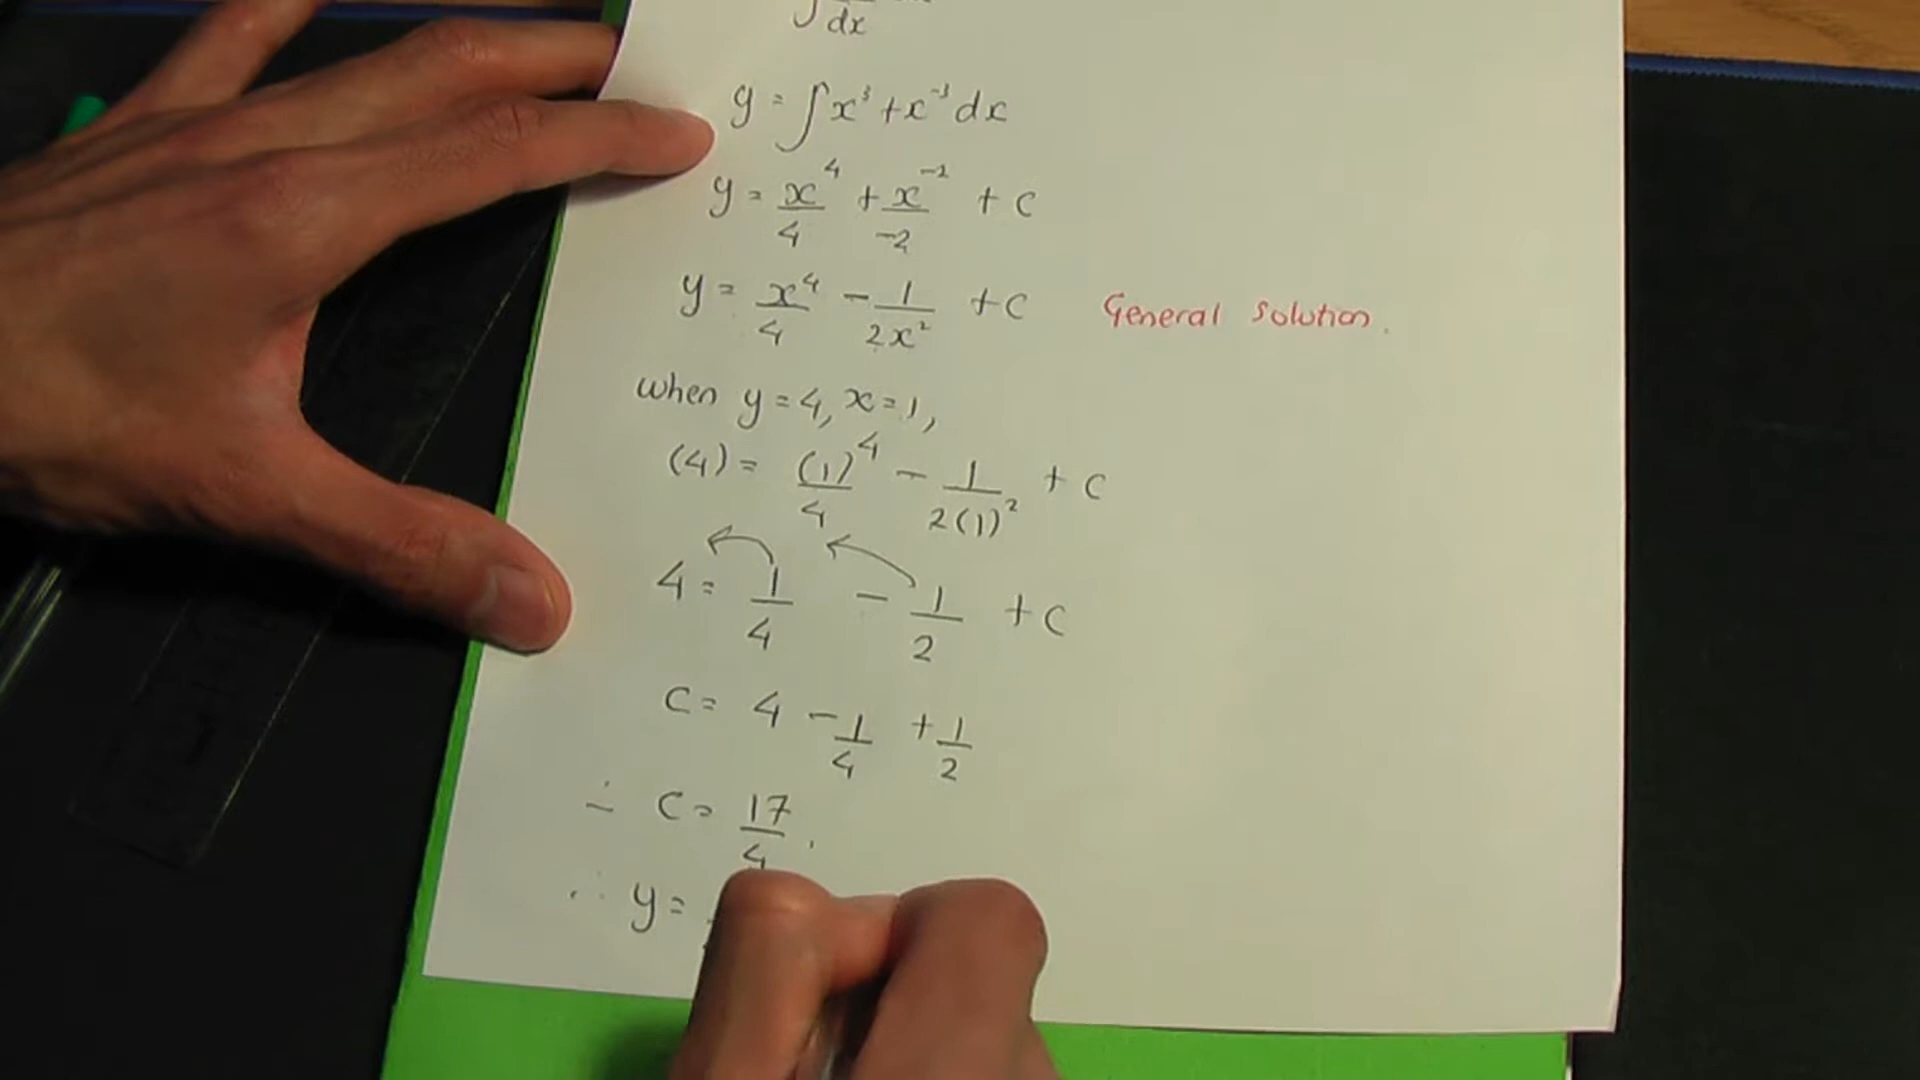 ∫ dx
y = ∫ x³ + x⁻³ dx
y = x⁴/4 + x⁻²/-2 + c
y = x⁴/4 - 1/2x² + c General Solution.
when y = 4, x = 1,
(4) = (1)⁴/4 - 1/2(1)² + c
4 = 1/4 - 1/2 + c
c = 4 - 1/4 + 1/2
∴ c = 17/4.
∴ y =